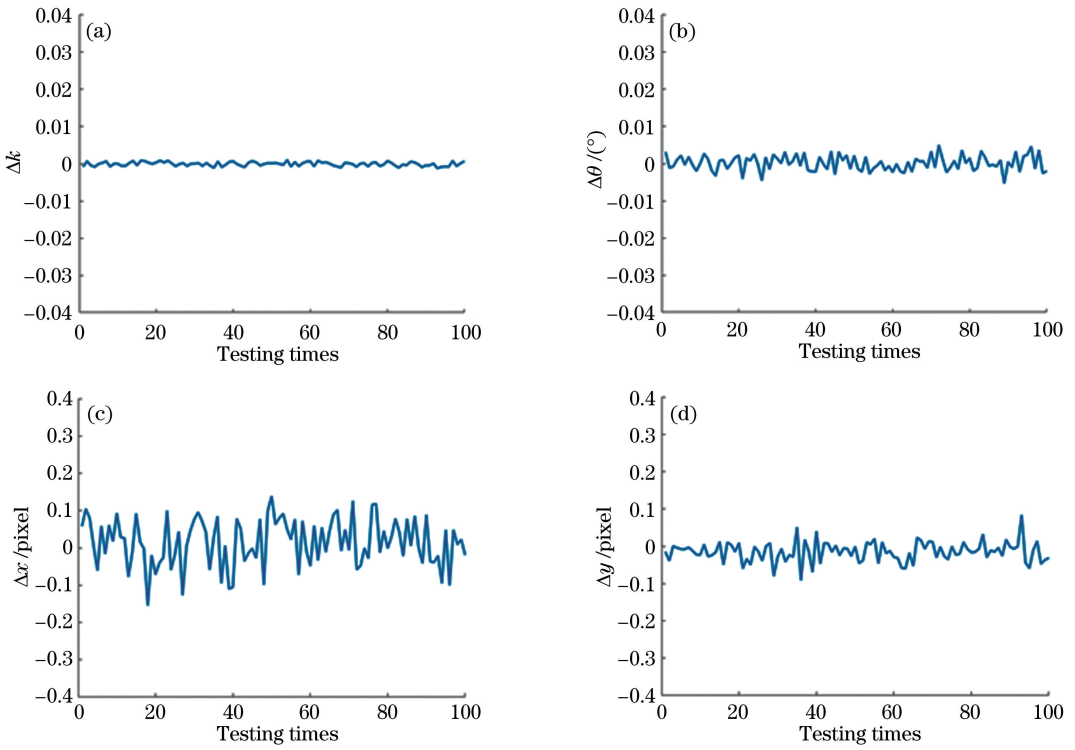 (a)
0.04
0.03
0.02
0.01
0
−0.01
−0.02
−0.03
−0.04
Δk
0 20 40 60 80 100
Testing times
(b)
0.04
0.03
0.02
0.01
0
−0.01
−0.02
−0.03
−0.04
Δθ /(°)
0 20 40 60 80 100
Testing times
(c)
0.4
0.3
0.2
0.1
0
−0.1
−0.2
−0.3
−0.4
Δx /pixel
0 20 40 60 80 100
Testing times
(d)
0.4
0.3
0.2
0.1
0
−0.1
−0.2
−0.3
−0.4
Δy /pixel
0 20 40 60 80 100
Testing times